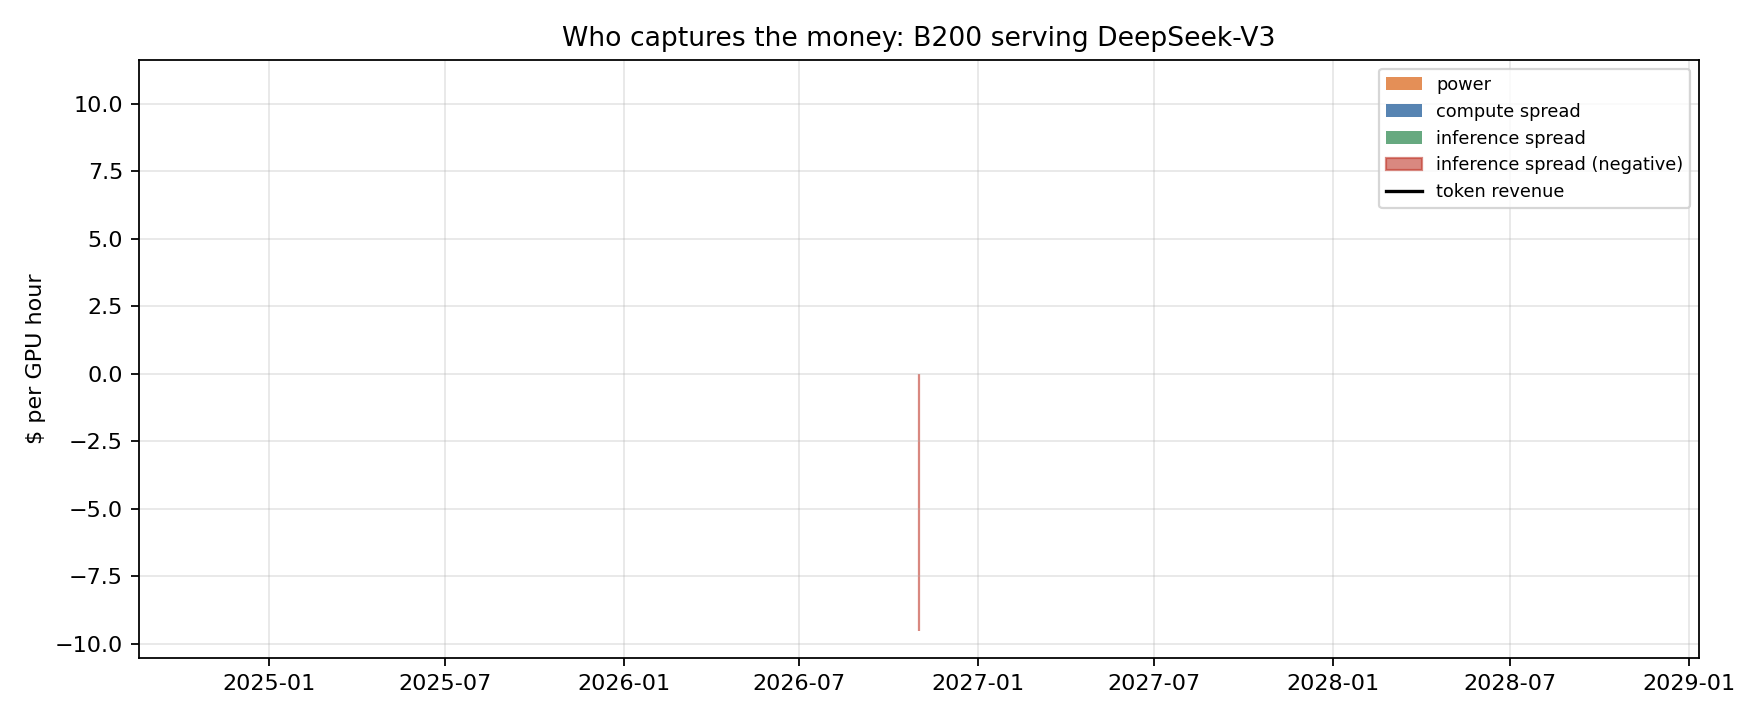 Who captures the money: B200 serving DeepSeek-V3
power
compute spread
inference spread
inference spread (negative)
token revenue
$ per GPU hour
10.0
7.5
5.0
2.5
0.0
−2.5
−5.0
−7.5
−10.0
2025-01
2025-07
2026-01
2026-07
2027-01
2027-07
2028-01
2028-07
2029-01